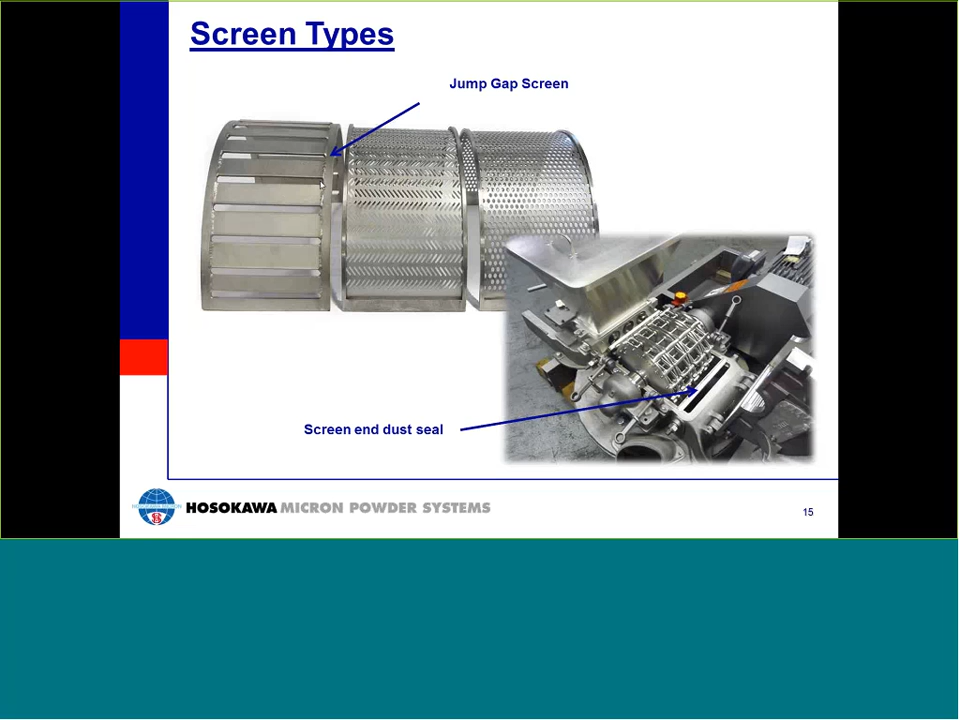 Screen Types
Jump Gap Screen
Screen end dust seal
HOSOKAWA MICRON POWDER SYSTEMS
15